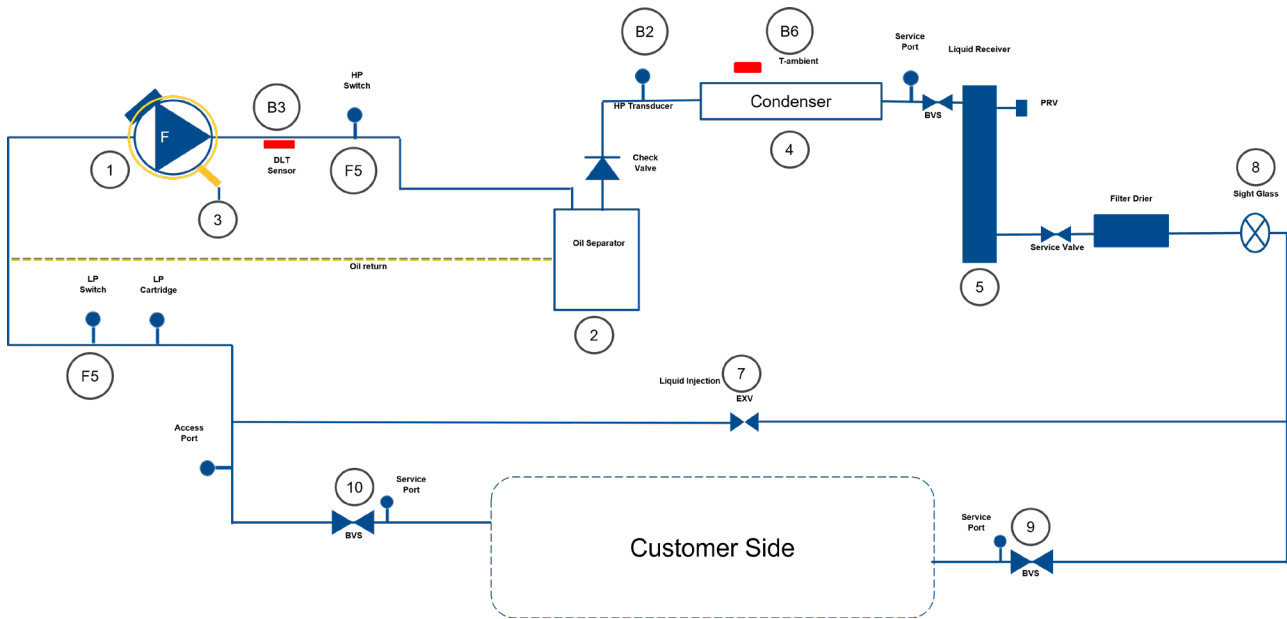 B2
B6
Service
Port
Liquid Receiver
T-ambient
HP
Switch
B3
HP Transducer
Condenser
BVS
PRV
F
1
DLT
Sensor
F5
Check
Valve
4
8
Sight Glass
3
Filter Drier
Oil Separator
Service Valve
Oil return
LP
Switch
LP
Cartridge
5
2
F5
7
Liquid Injection
EXV
Access
Port
10
Service
Port
BVS
Customer Side
Service
Port
9
BVS